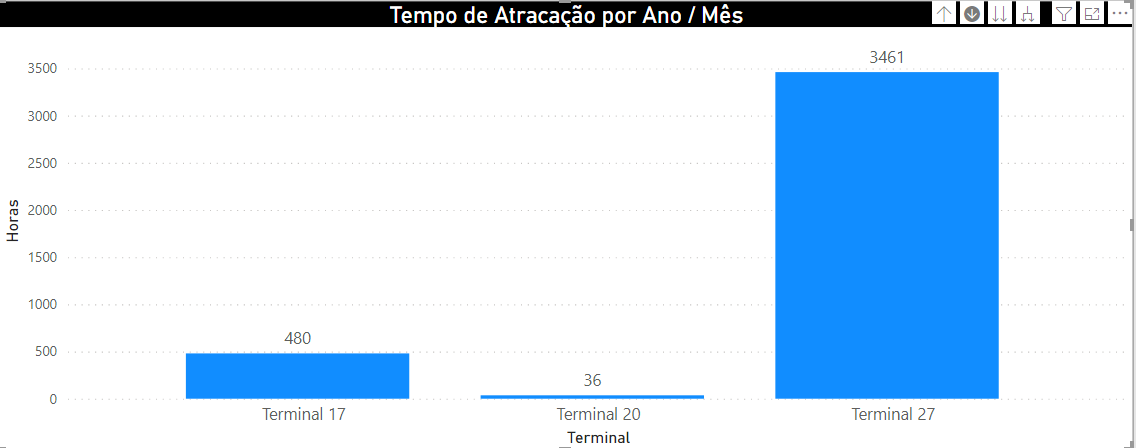 Tempo de Atracação por Ano / Mês
3461
3500
3000
2500
2000
1500
1000
500
0
Horas
480
36
Terminal 17
Terminal 20
Terminal 27
Terminal